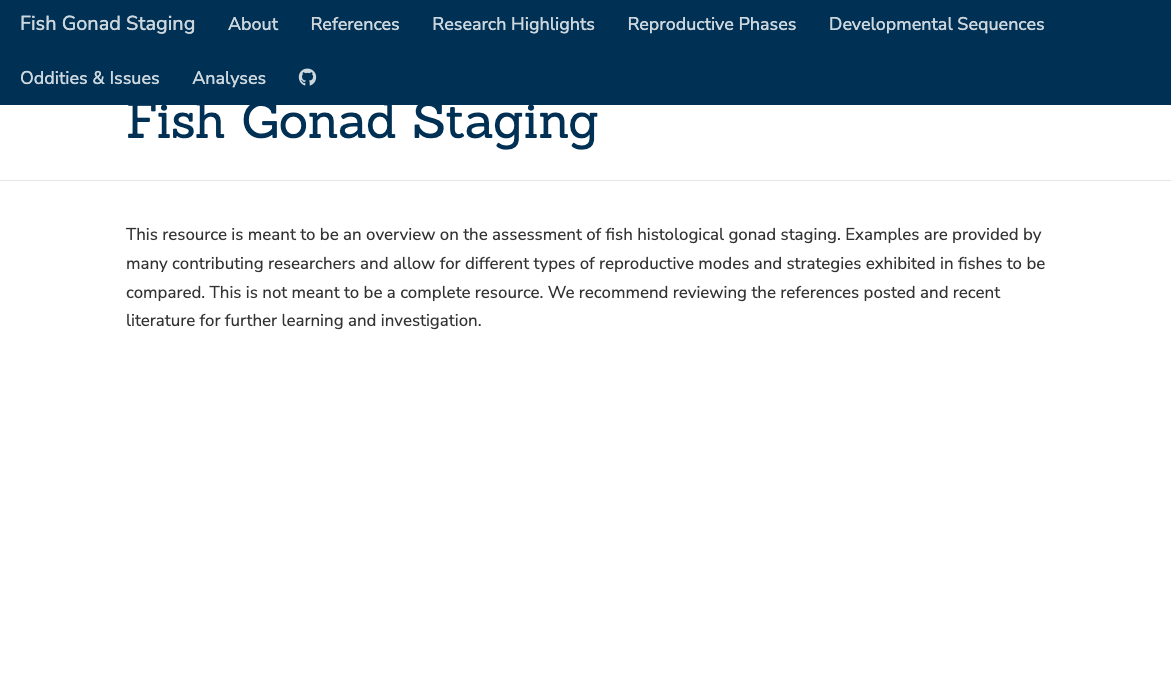 Fish Gonad Staging About References Research Highlights Reproductive Phases Developmental Sequences
Oddities & Issues Analyses
Fish Gonad Staging
This resource is meant to be an overview on the assessment of fish histological gonad staging. Examples are provided by
many contributing researchers and allow for different types of reproductive modes and strategies exhibited in fishes to be
compared. This is not meant to be a complete resource. We recommend reviewing the references posted and recent
literature for further learning and investigation.